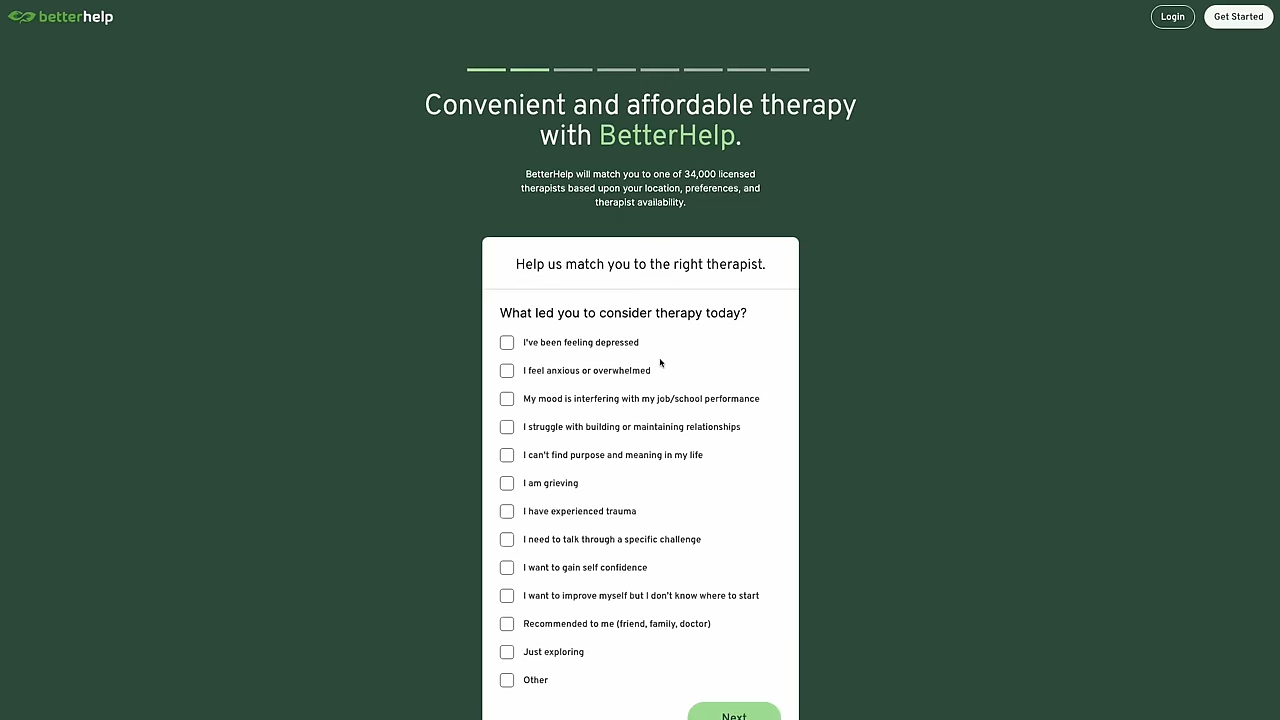 betterhelp
Login
Get Started
Convenient and affordable therapy
with BetterHelp.
BetterHelp will match you to one of 34,000 licensed
therapists based upon your location, preferences, and
therapist availability.
Help us match you to the right therapist.
What led you to consider therapy today?
I've been feeling depressed
I feel anxious or overwhelmed
My mood is interfering with my job/school performance
I struggle with building or maintaining relationships
I can't find purpose and meaning in my life
I am grieving
I have experienced trauma
I need to talk through a specific challenge
I want to gain self confidence
I want to improve myself but I don't know where to start
Recommended to me (friend, family, doctor)
Just exploring
Other
Next